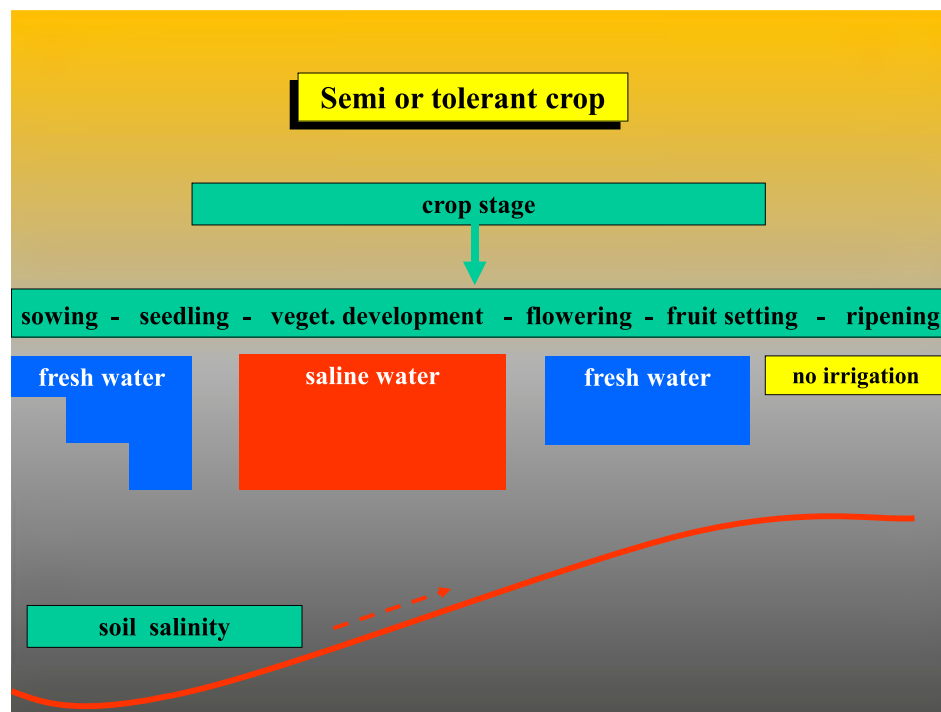 Semi or tolerant crop
crop stage
sowing - seedling - veget. development - flowering - fruit setting - ripening
fresh water saline water fresh water no irrigation
soil salinity